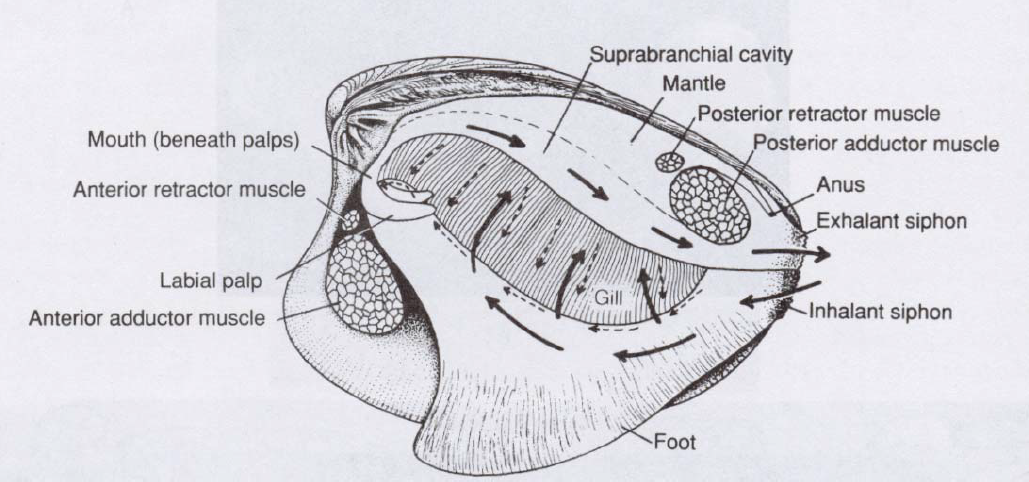 Suprabranchial cavity
Mantle
Posterior retractor muscle
Mouth (beneath palps)
Posterior adductor muscle
Anterior retractor muscle
Anus
Exhalant siphon
Labial palp
Gill
Inhalant siphon
Anterior adductor muscle
Foot